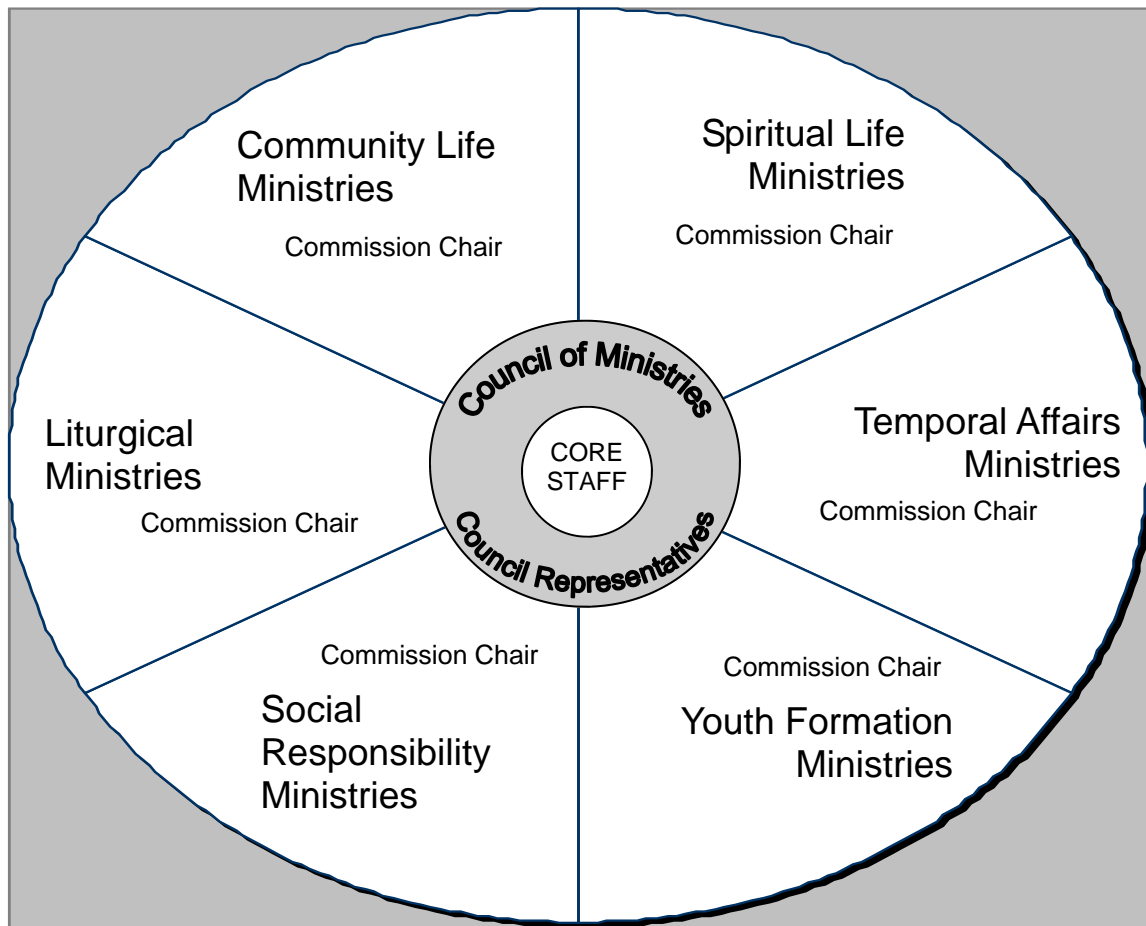 Community Life
Ministries
Commission Chair
Spiritual Life
Ministries
Commission Chair
Liturgical
Ministries
Commission Chair
Council of Ministries
CORE
STAFF
Council Representatives
Temporal Affairs
Ministries
Commission Chair
Commission Chair
Social
Responsibility
Ministries
Commission Chair
Youth Formation
Ministries